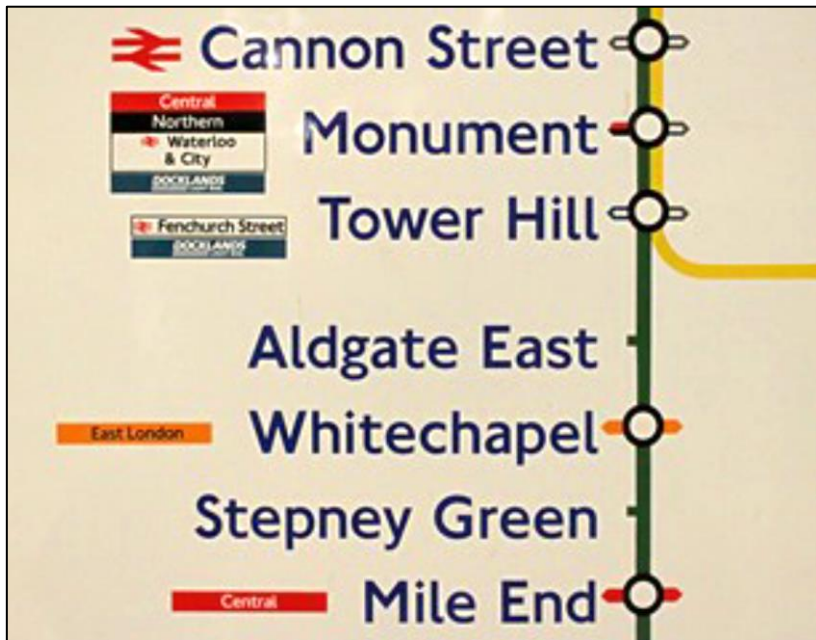 Cannon Street
Central
Northern
Waterloo
& City
DOCKLANDS
Monument
Fenchurch Street
DOCKLANDS
Tower Hill
Aldgate East
East London
Whitechapel
Stepney Green
Central
Mile End